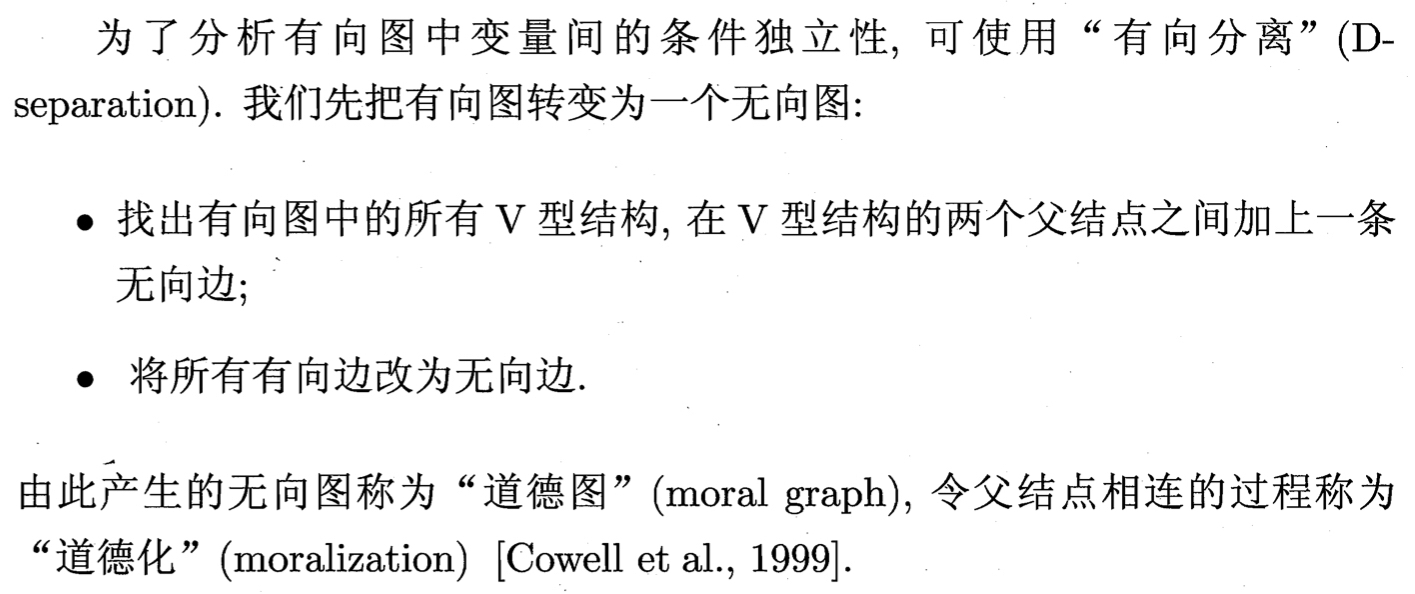 为了分析有向图中变量间的条件独立性, 可使用“有向分离”(D-
separation). 我们先把有向图转变为一个无向图:
• 找出有向图中的所有 V 型结构, 在 V 型结构的两个父结点之间加上一条
无向边;
• 将所有有向边改为无向边.
由此产生的无向图称为“道德图”(moral graph), 令父结点相连的过程称为
“道德化”(moralization) [Cowell et al., 1999].